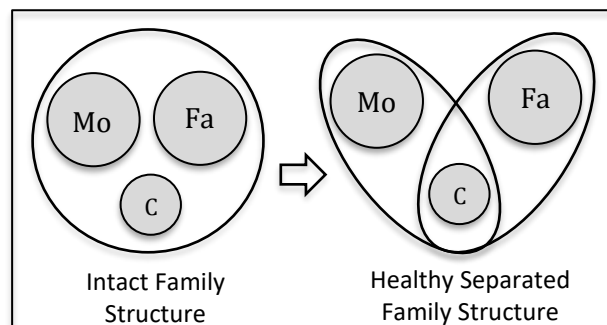 Mo
Fa
C
Intact Family
Structure
Mo
Fa
C
Healthy Separated
Family Structure